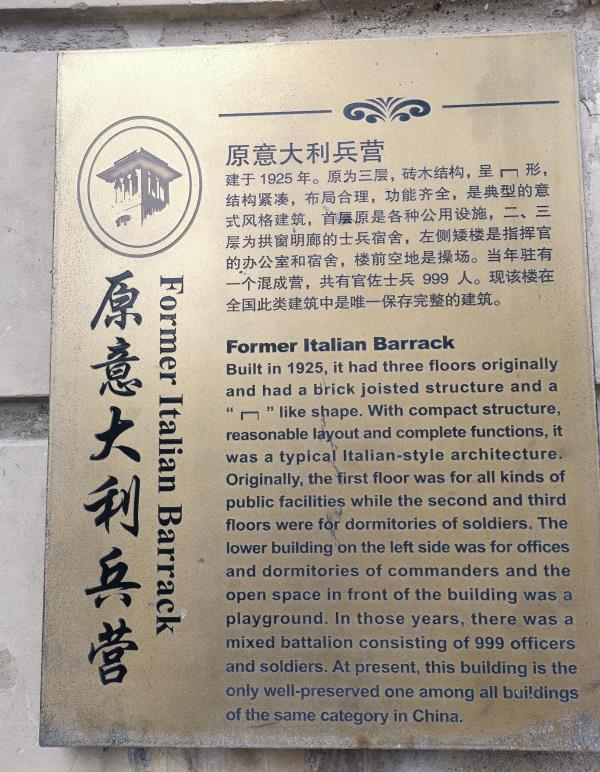 原意大利兵营
Former Italian Barrack
原意大利兵营
建于 1925 年。原为三层，砖木结构，呈 ┌┐ 形，
结构紧凑，布局合理，功能齐全，是典型的意
式风格建筑，首层原是各种公用设施，二、三
层为拱窗明廊的士兵宿舍，左侧矮楼是指挥官
的办公室和宿舍，楼前空地是操场。当年驻有
一个混成营，共有官佐士兵 999 人。现该楼在
全国此类建筑中是唯一保存完整的建筑。
Former Italian Barrack
Built in 1925, it had three floors originally
and had a brick joisted structure and a
“ ┌┐ ” like shape. With compact structure,
reasonable layout and complete functions, it
was a typical Italian-style architecture.
Originally, the first floor was for all kinds of
public facilities while the second and third
floors were for dormitories of soldiers. The
lower building on the left side was for offices
and dormitories of commanders and the
open space in front of the building was a
playground. In those years, there was a
mixed battalion consisting of 999 officers
and soldiers. At present, this building is the
only well-preserved one among all buildings
of the same category in China.